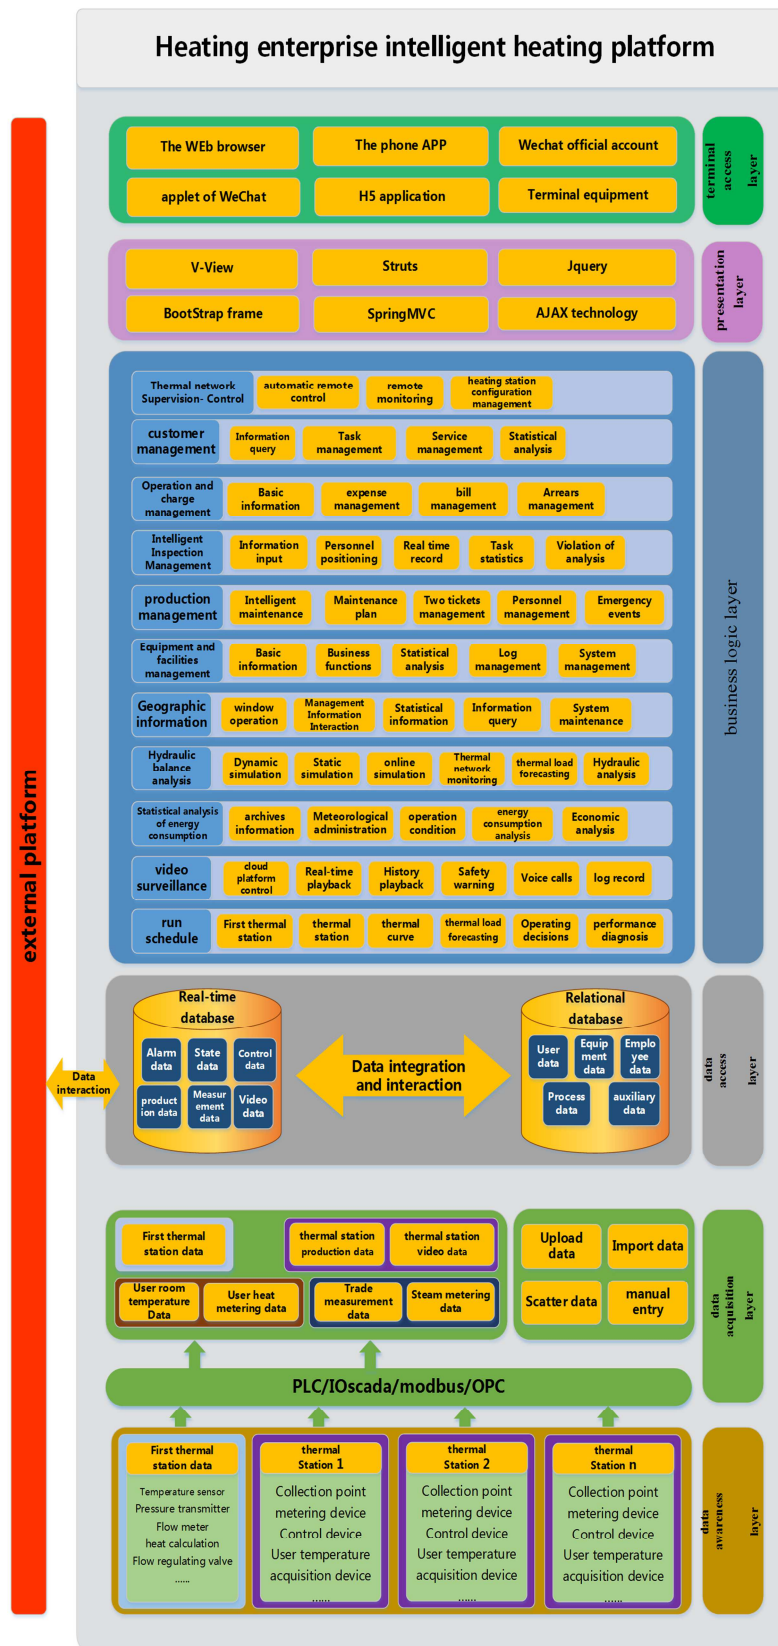 Heating enterprise intelligent heating platform
external platform
The WEb browser
The phone APP
Wechat official account
applet of WeChat
H5 application
Terminal equipment
terminal
access
layer
V-View
Struts
Jquery
BootStrap frame
SpringMVC
AJAX technology
presentation
layer
Thermal network
Supervision- Control
automatic remote
control
remote
monitoring
heating station
configuration
management
customer
management
Information
query
Task
management
Service
management
Statistical
analysis
Operation and
charge
management
Basic
information
expense
management
bill
management
Arrears
management
Intelligent
Inspection
Management
Information
input
Personnel
positioning
Real time
record
Task
statistics
Violation of
analysis
production
management
Intelligent
maintenance
Maintenance
plan
Two tickets
management
Personnel
management
Emergency
events
Equipment and
facilities
management
Basic
information
Business
functions
Statistical
analysis
Log
management
System
management
Geographic
information
window
operation
Management
Information
Interaction
Statistical
information
Information
query
System
maintenance
Hydraulic
balance
analysis
Dynamic
simulation
Static
simulation
online
simulation
Thermal
network
monitoring
thermal load
forecasting
Hydraulic
analysis
Statistical analysis
of energy
consumption
archives
information
Meteorological
administration
operation
condition
energy
consumption
analysis
Economic
analysis
video
surveillance
cloud
platform
control
Real-time
playback
History
playback
Safety
warning
Voice calls
log record
run
schedule
First thermal
station
thermal
station
thermal
curve
thermal load
forecasting
Operating
decisions
performance
diagnosis
business logic layer
Data
interaction
Real-time
database
Alarm
data
State
data
Control
data
product
ion data
Measur
ement
data
Video
data
Data integration
and interaction
Relational
database
User
data
Equip
ment
data
Emplo
yee
data
Process
data
auxiliary
data
data
access
layer
First thermal
station data
thermal station
production data
thermal station
video data
User room
temperature
Data
User heat
metering data
Trade
measurement
data
Steam metering
data
Upload
data
Import data
Scatter data
manual
entry
data
acquisition
layer
PLC/IOscada/modbus/OPC
First thermal
station data
Temperature sensor
Pressure transmitter
Flow meter
heat calculation
Flow regulating valve
......
thermal
Station 1
Collection point
metering device
Control device
User temperature
acquisition device
......
thermal
Station 2
Collection point
metering device
Control device
User temperature
acquisition device
......
thermal
Station n
Collection point
metering device
Control device
User temperature
acquisition device
......
data
awareness
layer